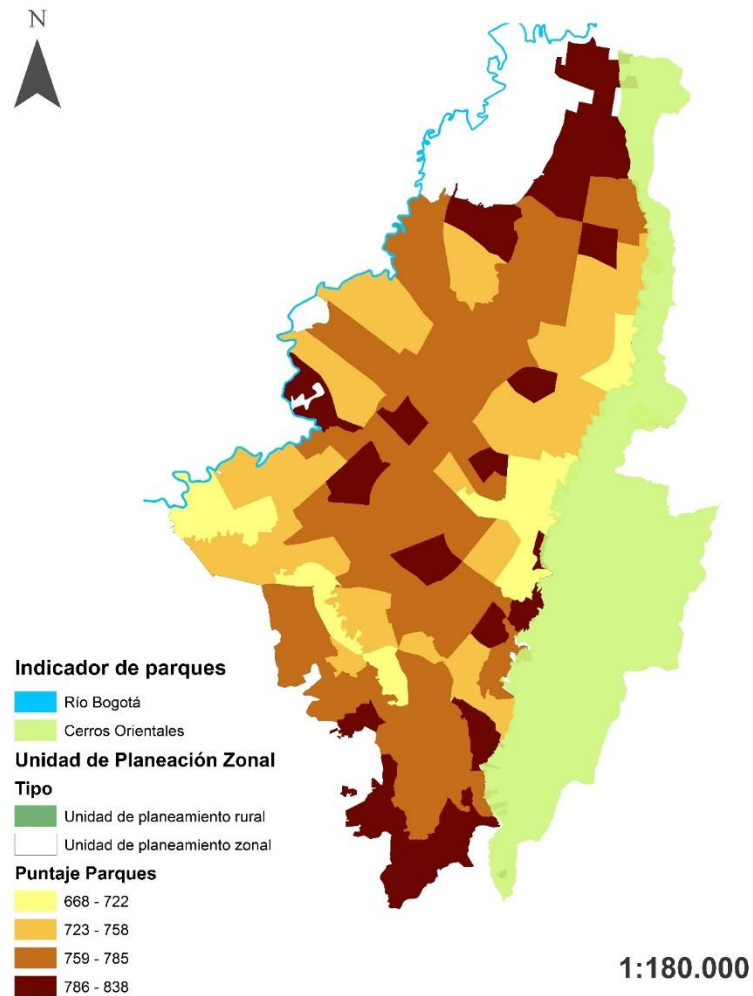 N
Indicador de parques
Río Bogotá
Cerros Orientales
Unidad de Planeación Zonal
Tipo
Unidad de planeamiento rural
Unidad de planeamiento zonal
Puntaje Parques
668 - 722
723 - 758
759 - 785
786 - 838
1:180.000